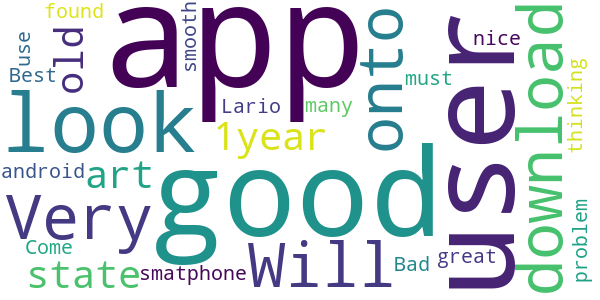 found
app
user
download
smooth
old
onto
use
nice
Best
look
must
Lario
many
thinking
1year
good
android
art
Very
problem
Will
Come
great
Bad
state
smatphone